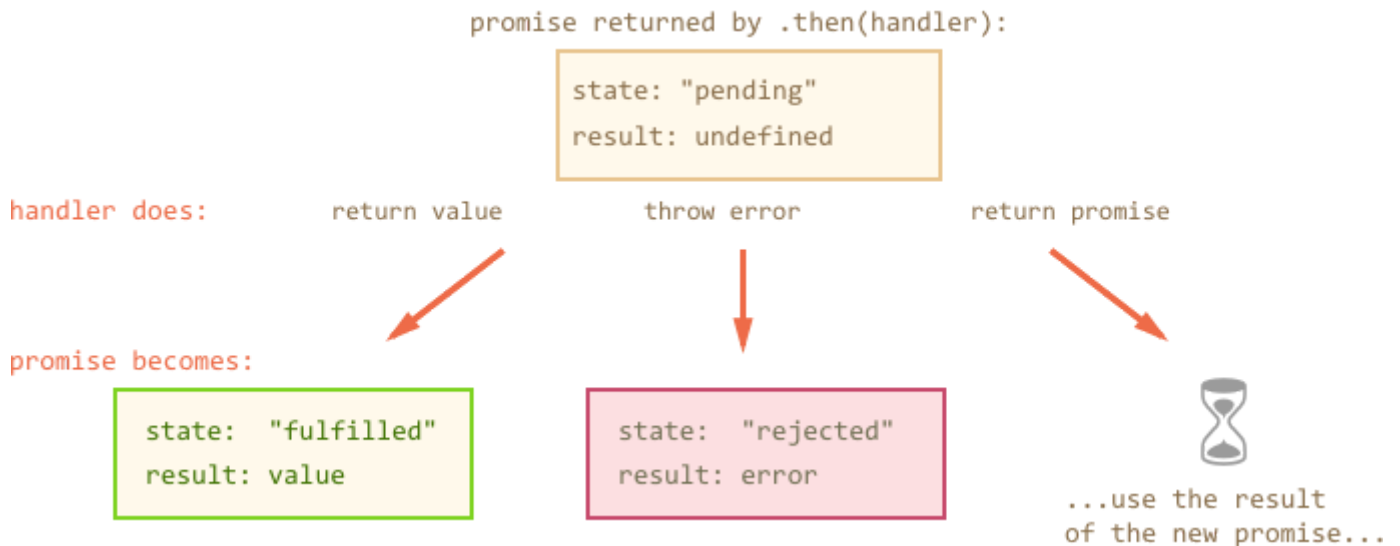 promise returned by .then(handler):
state: "pending"
result: undefined
handler does: return value throw error return promise
promise becomes:
state: "fulfilled" state: "rejected"
result: value result: error
...use the result
of the new promise...